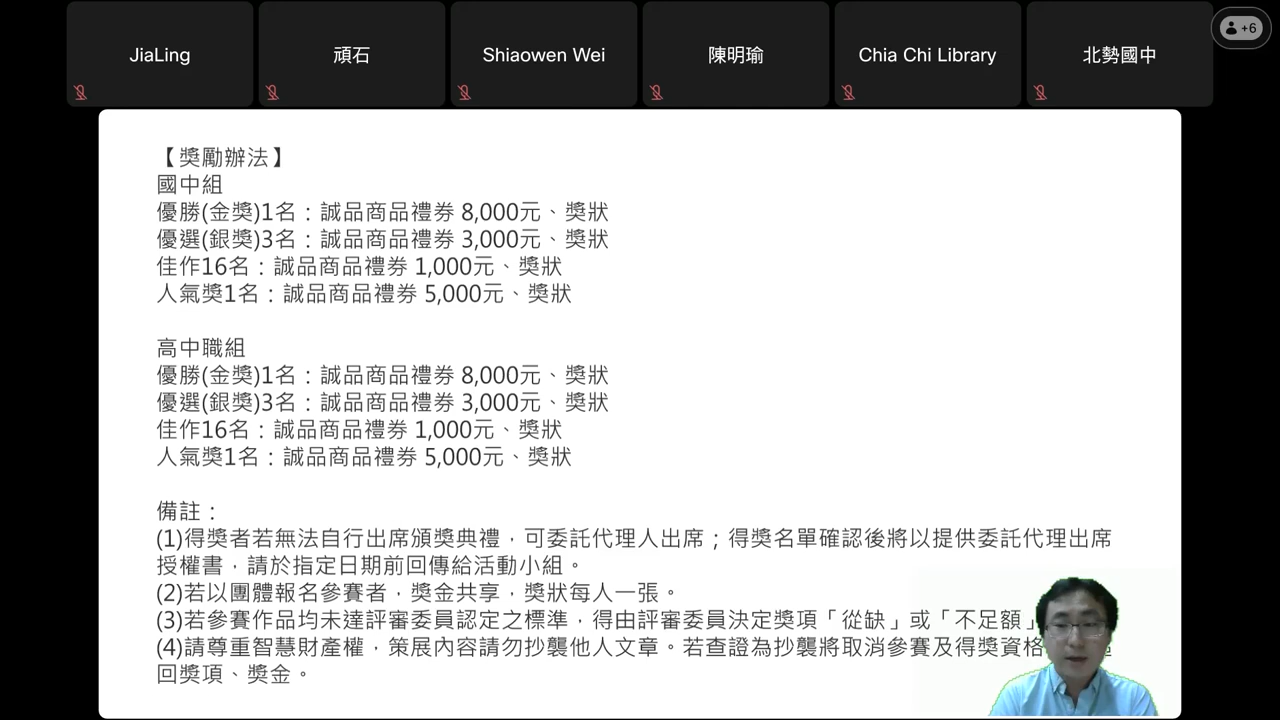 JiaLing
頑石
Shiaowen Wei
陳明瑜
Chia Chi Library
北勢國中
+6
【獎勵辦法】
國中組
優勝(金獎)1名：誠品商品禮券 8,000元、獎狀
優選(銀獎)3名：誠品商品禮券 3,000元、獎狀
佳作16名：誠品商品禮券 1,000元、獎狀
人氣獎1名：誠品商品禮券 5,000元、獎狀
高中職組
優勝(金獎)1名：誠品商品禮券 8,000元、獎狀
優選(銀獎)3名：誠品商品禮券 3,000元、獎狀
佳作16名：誠品商品禮券 1,000元、獎狀
人氣獎1名：誠品商品禮券 5,000元、獎狀
備註：
(1)得獎者若無法自行出席頒獎典禮，可委託代理人出席；得獎名單確認後將以提供委託代理出席
授權書，請於指定日期前回傳給活動小組。
(2)若以團體報名參賽者，獎金共享，獎狀每人一張。
(3)若參賽作品均未達評審委員認定之標準，得由評審委員決定獎項「從缺」或「不足額」
(4)請尊重智慧財產權，策展內容請勿抄襲他人文章。若查證為抄襲將取消參賽及得獎資格
回獎項、獎金。